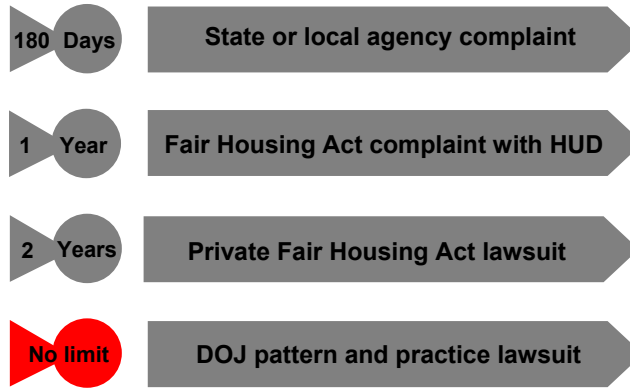 180 Days State or local agency complaint
1 Year Fair Housing Act complaint with HUD
2 Years Private Fair Housing Act lawsuit
No limit DOJ pattern and practice lawsuit